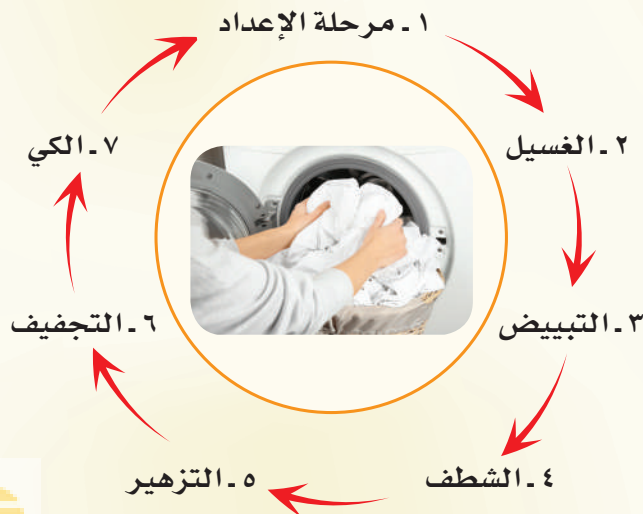 ١ ـ مرحلة الإعداد
٢ ـ الغسيل
٣ ـ التبييض
٤ ـ الشطف
٥ ـ التزهير
٦ ـ التجفيف
٧ ـ الكي